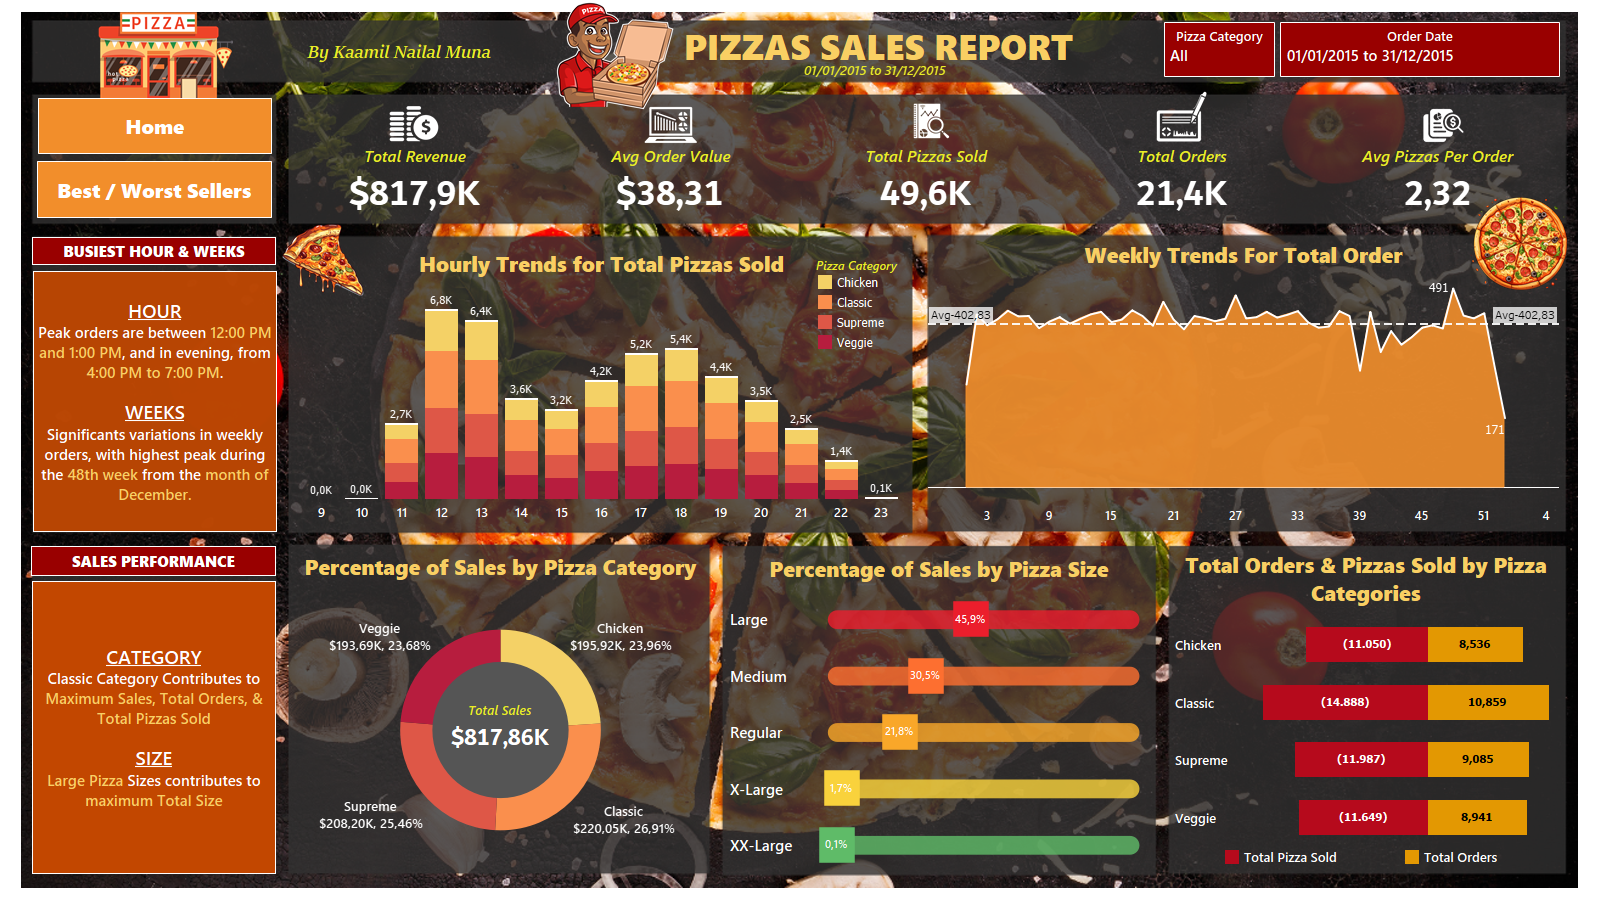 PIZZA
By Kaamil Nailal Muna
PIZZA
PIZZAS SALES REPORT
01/01/2015 to 31/12/2015
Pizza Category
All
Order Date
01/01/2015 to 31/12/2015
Home
Best / Worst Sellers
Total Revenue
$817,9K
Avg Order Value
$38,31
Total Pizzas Sold
49,6K
Total Orders
21,4K
Avg Pizzas Per Order
2,32
BUSIEST HOUR & WEEKS
HOUR
Peak orders are between 12:00 PM
and 1:00 PM, and in evening, from
4:00 PM to 7:00 PM.
WEEKS
Significants variations in weekly
orders, with highest peak during
the 48th week from the month of
December.
Hourly Trends for Total Pizzas Sold
Pizza Category
Chicken
Classic
Supreme
Veggie
0,0K
0,0K
2,7K
6,8K
6,4K
3,6K
3,2K
4,2K
5,2K
5,4K
4,4K
3,5K
2,5K
1,4K
0,1K
9 10 11 12 13 14 15 16 17 18 19 20 21 22 23
Weekly Trends For Total Order
Avg-402,83
491
Avg-402,83
171
3 9 15 21 27 33 39 45 51 4
SALES PERFORMANCE
CATEGORY
Classic Category Contributes to
Maximum Sales, Total Orders, &
Total Pizzas Sold
SIZE
Large Pizza Sizes contributes to
maximum Total Size
Percentage of Sales by Pizza Category
Veggie
$193,69K, 23,68%
Chicken
$195,92K, 23,96%
Total Sales
$817,86K
Supreme
$208,20K, 25,46%
Classic
$220,05K, 26,91%
Percentage of Sales by Pizza Size
Large 45,9%
Medium 30,5%
Regular 21,8%
X-Large 1,7%
XX-Large 0,1%
Total Orders & Pizzas Sold by Pizza
Categories
Chicken (11.050) 8,536
Classic (14.888) 10,859
Supreme (11.987) 9,085
Veggie (11.649) 8,941
Total Pizza Sold
Total Orders